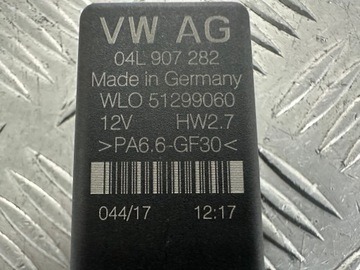 VW AG
04L 907 282
Made in Germany
WLO 51299060
12V HW2.7
>PA6.6-GF30<
044/17 12:17